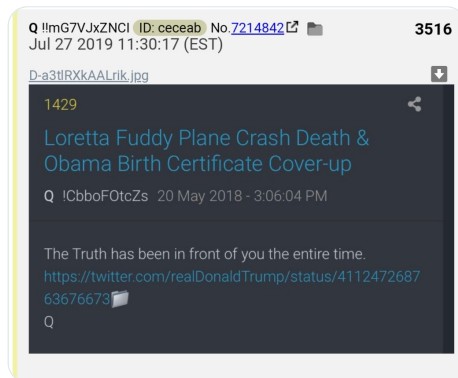 Q !!mG7VJxZNCI ID: ceceab No.7214842 3516
Jul 27 2019 11:30:17 (EST)
D-a3tlRXkAALrik.jpg
1429
Loretta Fuddy Plane Crash Death &
Obama Birth Certificate Cover-up
Q !CbboFOtcZs 20 May 2018 - 3:06:04 PM
The Truth has been in front of you the entire time.
https://twitter.com/realDonaldTrump/status/4112472687
63676673
Q